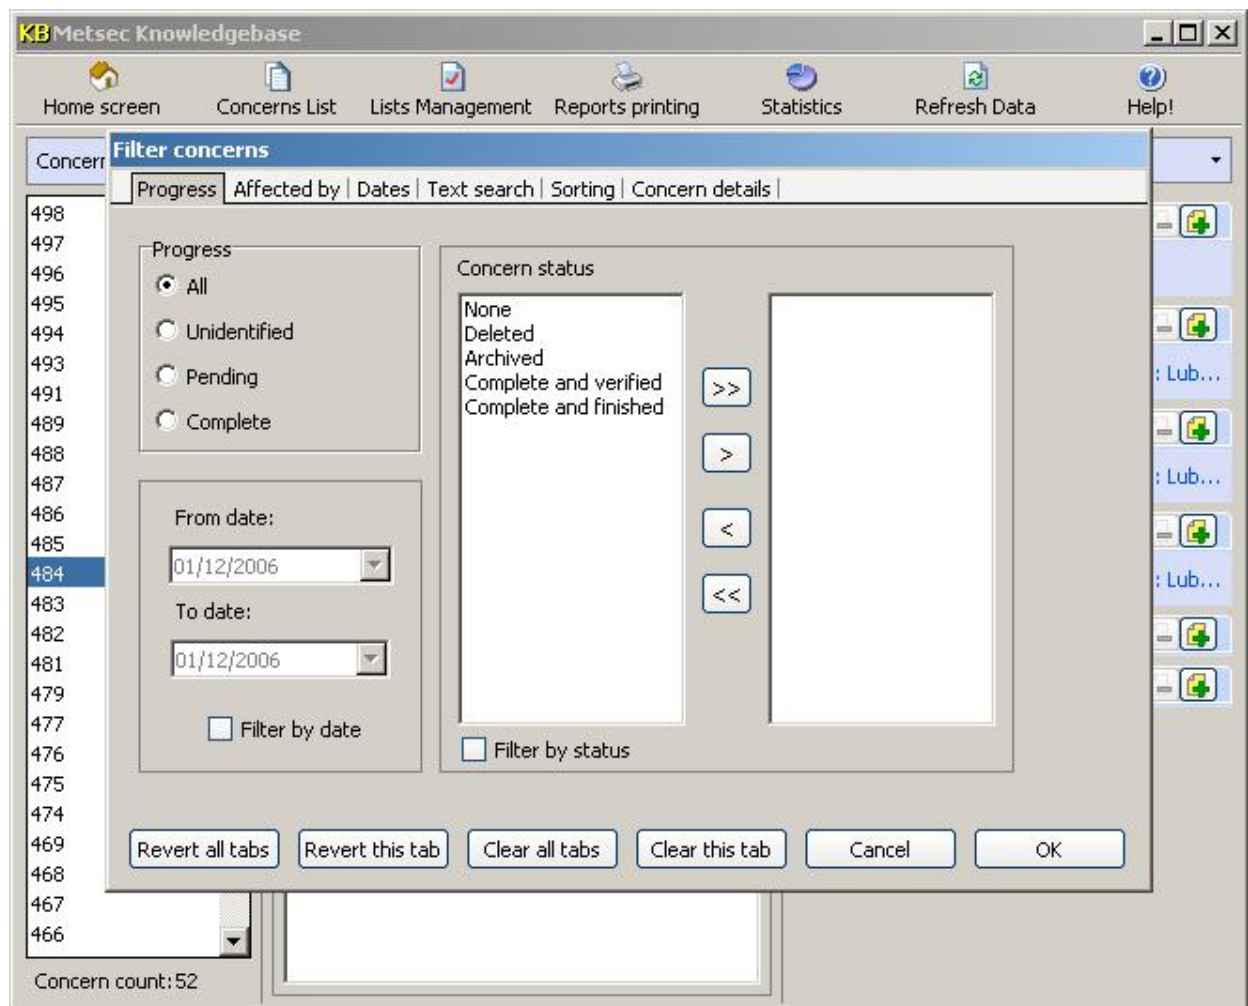 KB Metsec Knowledgebase
Home screen Concerns List Lists Management Reports printing Statistics Refresh Data Help!
Filter concerns
Progress Affected by Dates Text search Sorting Concern details
498
497
496
495
494
493
491
489
488
487
486
485
484
483
482
481
479
477
476
475
474
469
468
467
466
Concern count:52
Progress
All
Unidentified
Pending
Complete
From date:
01/12/2006
To date:
01/12/2006
Filter by date
Concern status
None
Deleted
Archived
Complete and verified
Complete and finished
>>
>
<
<<
Filter by status
: Lub...
: Lub...
: Lub...
Revert all tabs Revert this tab Clear all tabs Clear this tab Cancel OK